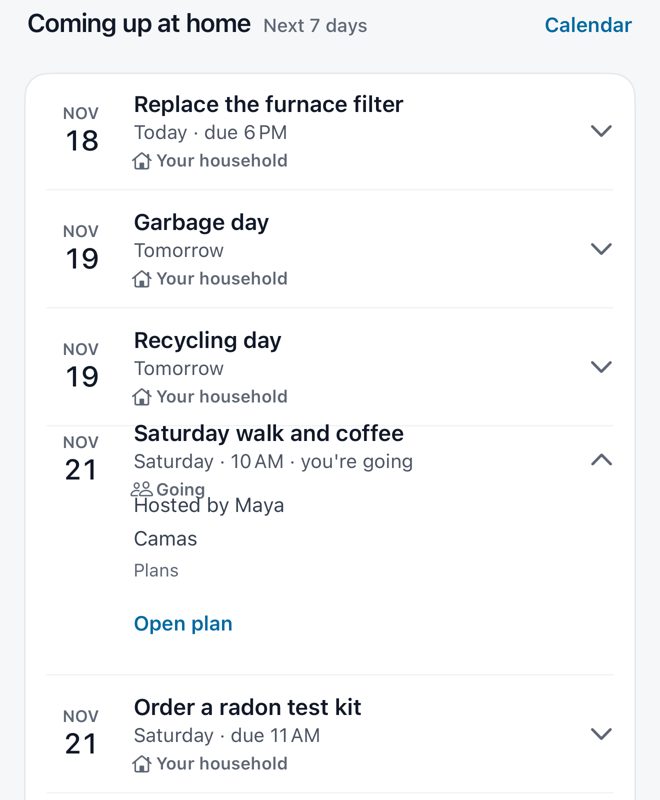 Coming up at home Next 7 days Calendar
NOV
18
Replace the furnace filter
Today · due 6 PM
Your household
NOV
19
Garbage day
Tomorrow
Your household
NOV
19
Recycling day
Tomorrow
Your household
NOV
21
Saturday walk and coffee
Saturday · 10 AM · you're going
Going
Hosted by Maya
Camas
Plans
Open plan
NOV
21
Order a radon test kit
Saturday · due 11 AM
Your household